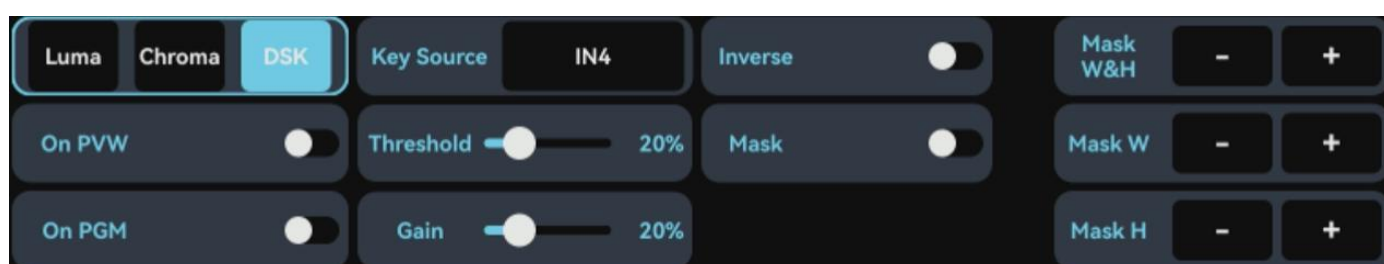 Luma Chroma DSK Key Source IN4 Inverse Mask
W&H - +
On PVW Threshold 20% Mask Mask W - +
On PGM Gain 20% Mask H - +